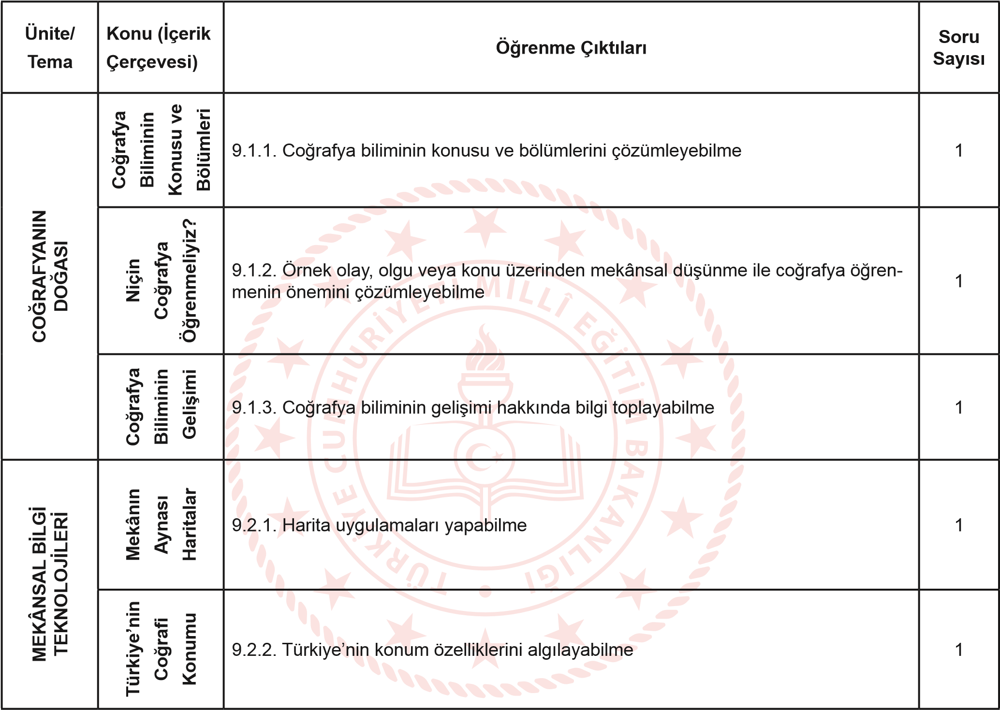 Ünite/
Tema
Konu (İçerik
Çerçevesi)
Öğrenme Çıktıları
Soru
Sayısı
COĞRAFYANIN
DOĞASI
Coğrafya
Biliminin
Konusu ve
Bölümleri
9.1.1. Coğrafya biliminin konusu ve bölümlerini çözümleyebilme
1
Niçin
Coğrafya
Öğrenmeliyiz?
9.1.2. Örnek olay, olgu veya konu üzerinden mekânsal düşünme ile coğrafya öğren-
menin önemini çözümleyebilme
1
Coğrafya
Biliminin
Gelişimi
9.1.3. Coğrafya biliminin gelişimi hakkında bilgi toplayabilme
1
MEKÂNSAL BİLGİ
TEKNOLOJİLERİ
Mekânın
Aynası
Haritalar
9.2.1. Harita uygulamaları yapabilme
1
Türkiye’nin
Coğrafi
Konumu
9.2.2. Türkiye’nin konum özelliklerini algılayabilme
1
TÜRKİYE CUMHURİYETİ MİLLÎ EĞİTİM BAKANLIĞI